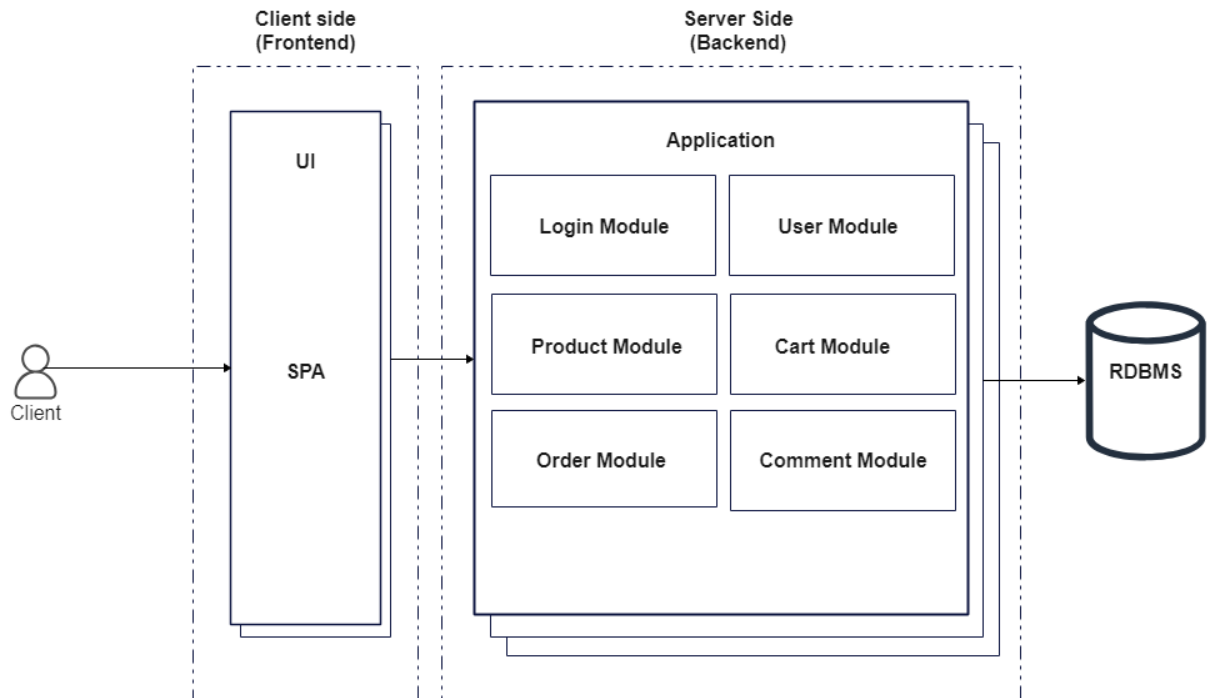 Client side
(Frontend)
Server Side
(Backend)
UI
SPA
Client
Application
Login Module
User Module
Product Module
Cart Module
Order Module
Comment Module
RDBMS